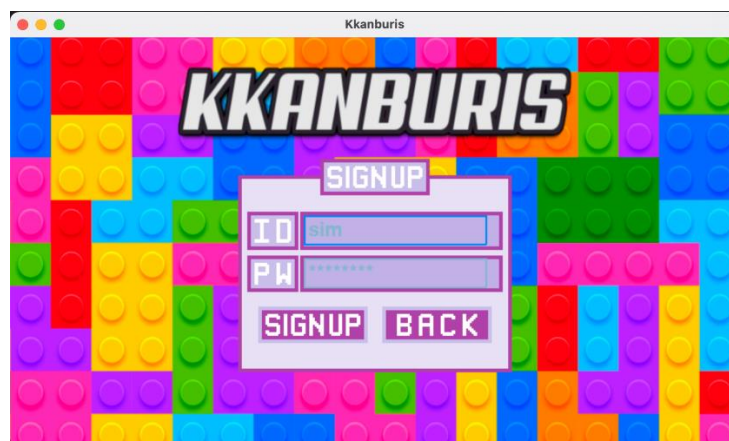 Kkanburis
KKANBURIS
SIGNUP
ID sim
PW ********
SIGNUP BACK